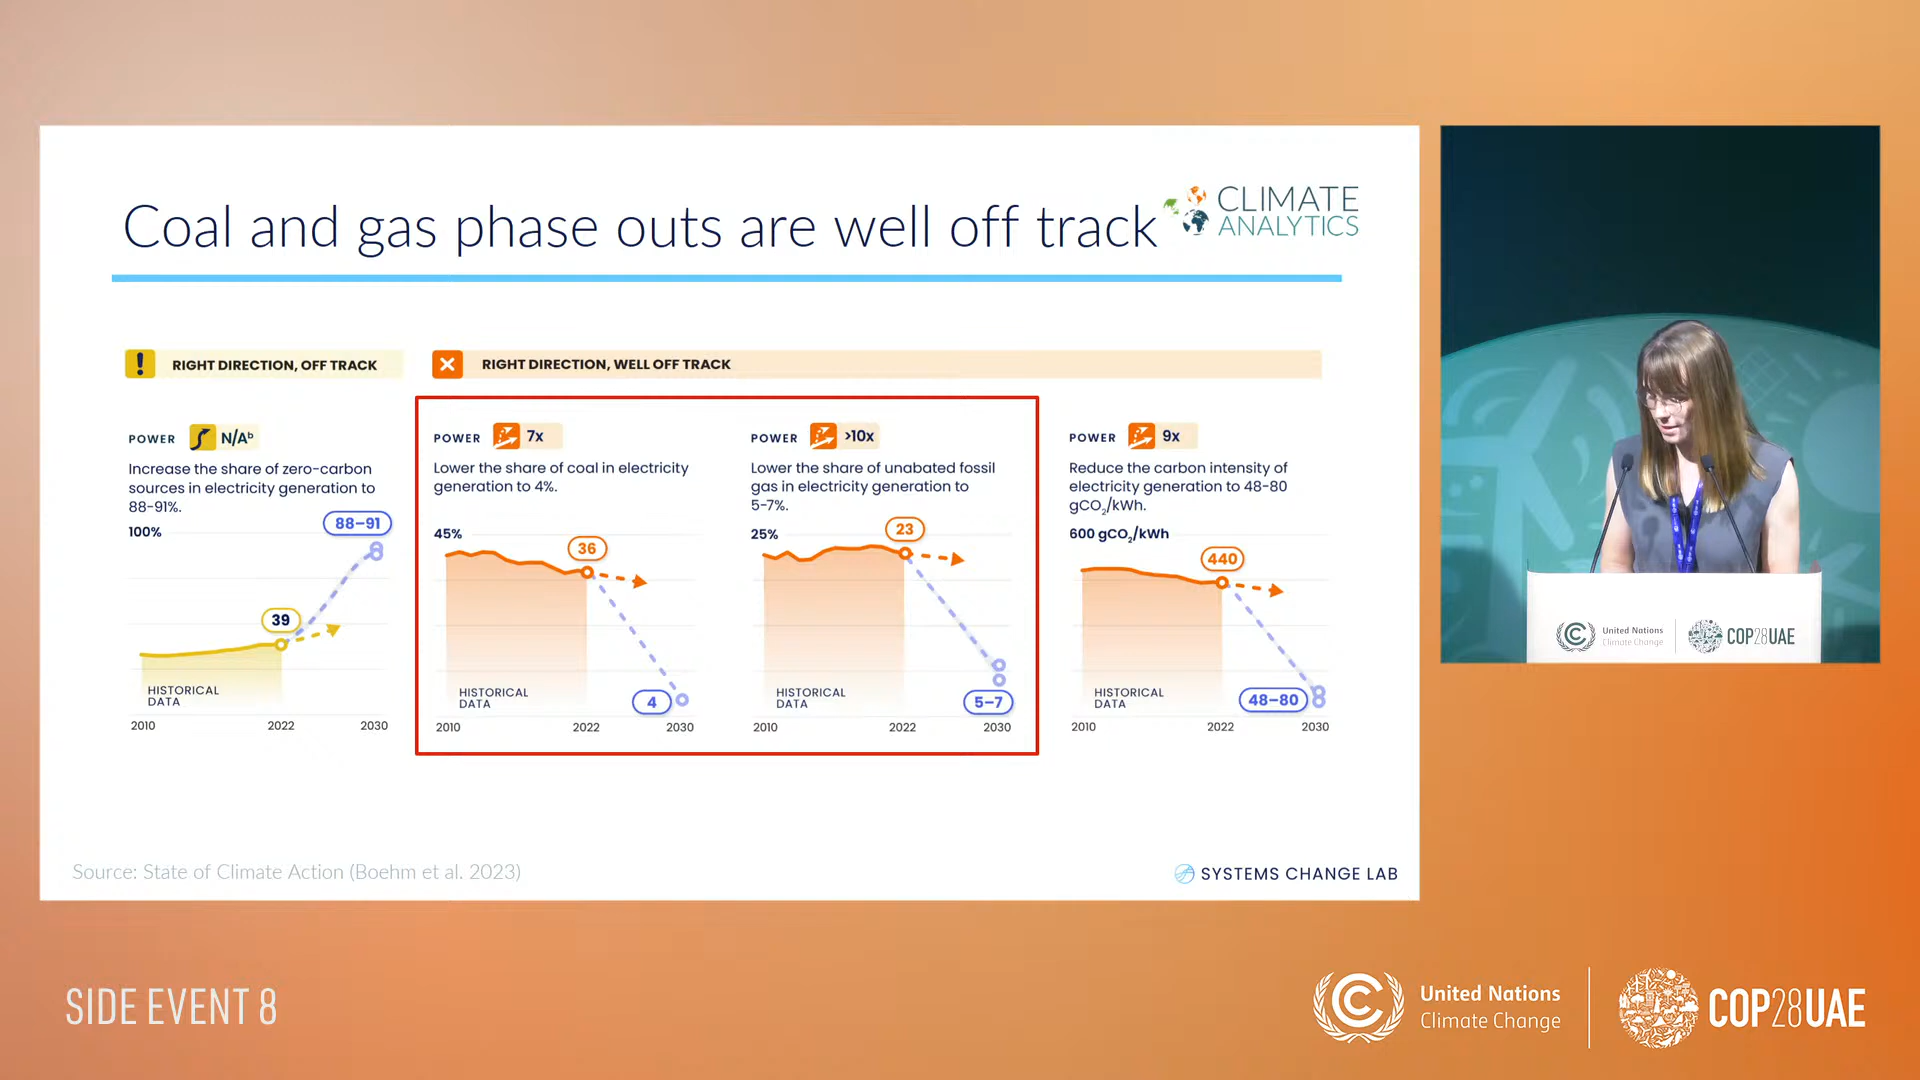 Coal and gas phase outs are well off track
CLIMATE
ANALYTICS
RIGHT DIRECTION, OFF TRACK
RIGHT DIRECTION, WELL OFF TRACK
POWER N/Aᵇ
Increase the share of zero-carbon
sources in electricity generation to
88-91%.
100%
88–91
39
HISTORICAL
DATA
2010 2022 2030
POWER 7x
Lower the share of coal in electricity
generation to 4%.
45%
36
4
HISTORICAL
DATA
2010 2022 2030
POWER >10x
Lower the share of unabated fossil
gas in electricity generation to
5-7%.
25%
23
5–7
HISTORICAL
DATA
2010 2022 2030
POWER 9x
Reduce the carbon intensity of
electricity generation to 48-80
gCO₂/kWh.
600 gCO₂/kWh
440
48–80
HISTORICAL
DATA
2010 2022 2030
Source: State of Climate Action (Boehm et al. 2023)
SYSTEMS CHANGE LAB
United Nations
Climate Change
COP28UAE
SIDE EVENT 8
United Nations
Climate Change
COP28UAE